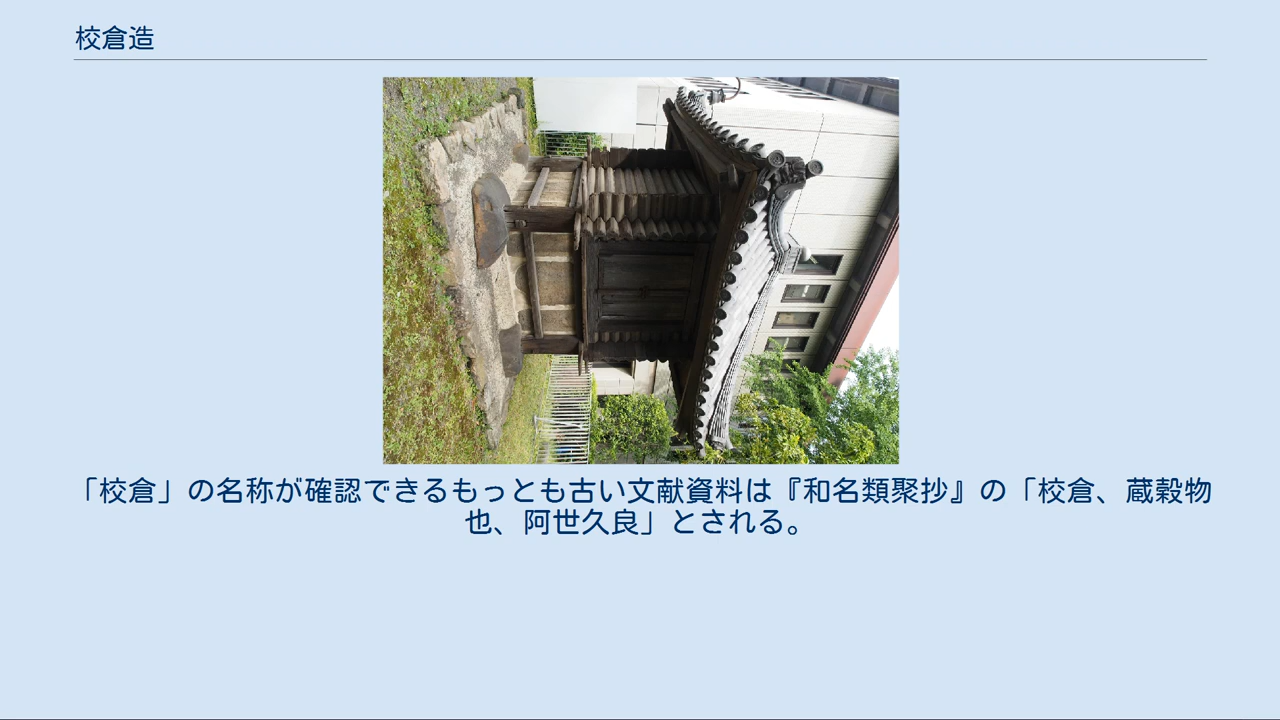 校倉造
「校倉」の名称が確認できるもっとも古い文献資料は『和名類聚抄』の「校倉、蔵穀物
也、阿世久良」とされる。